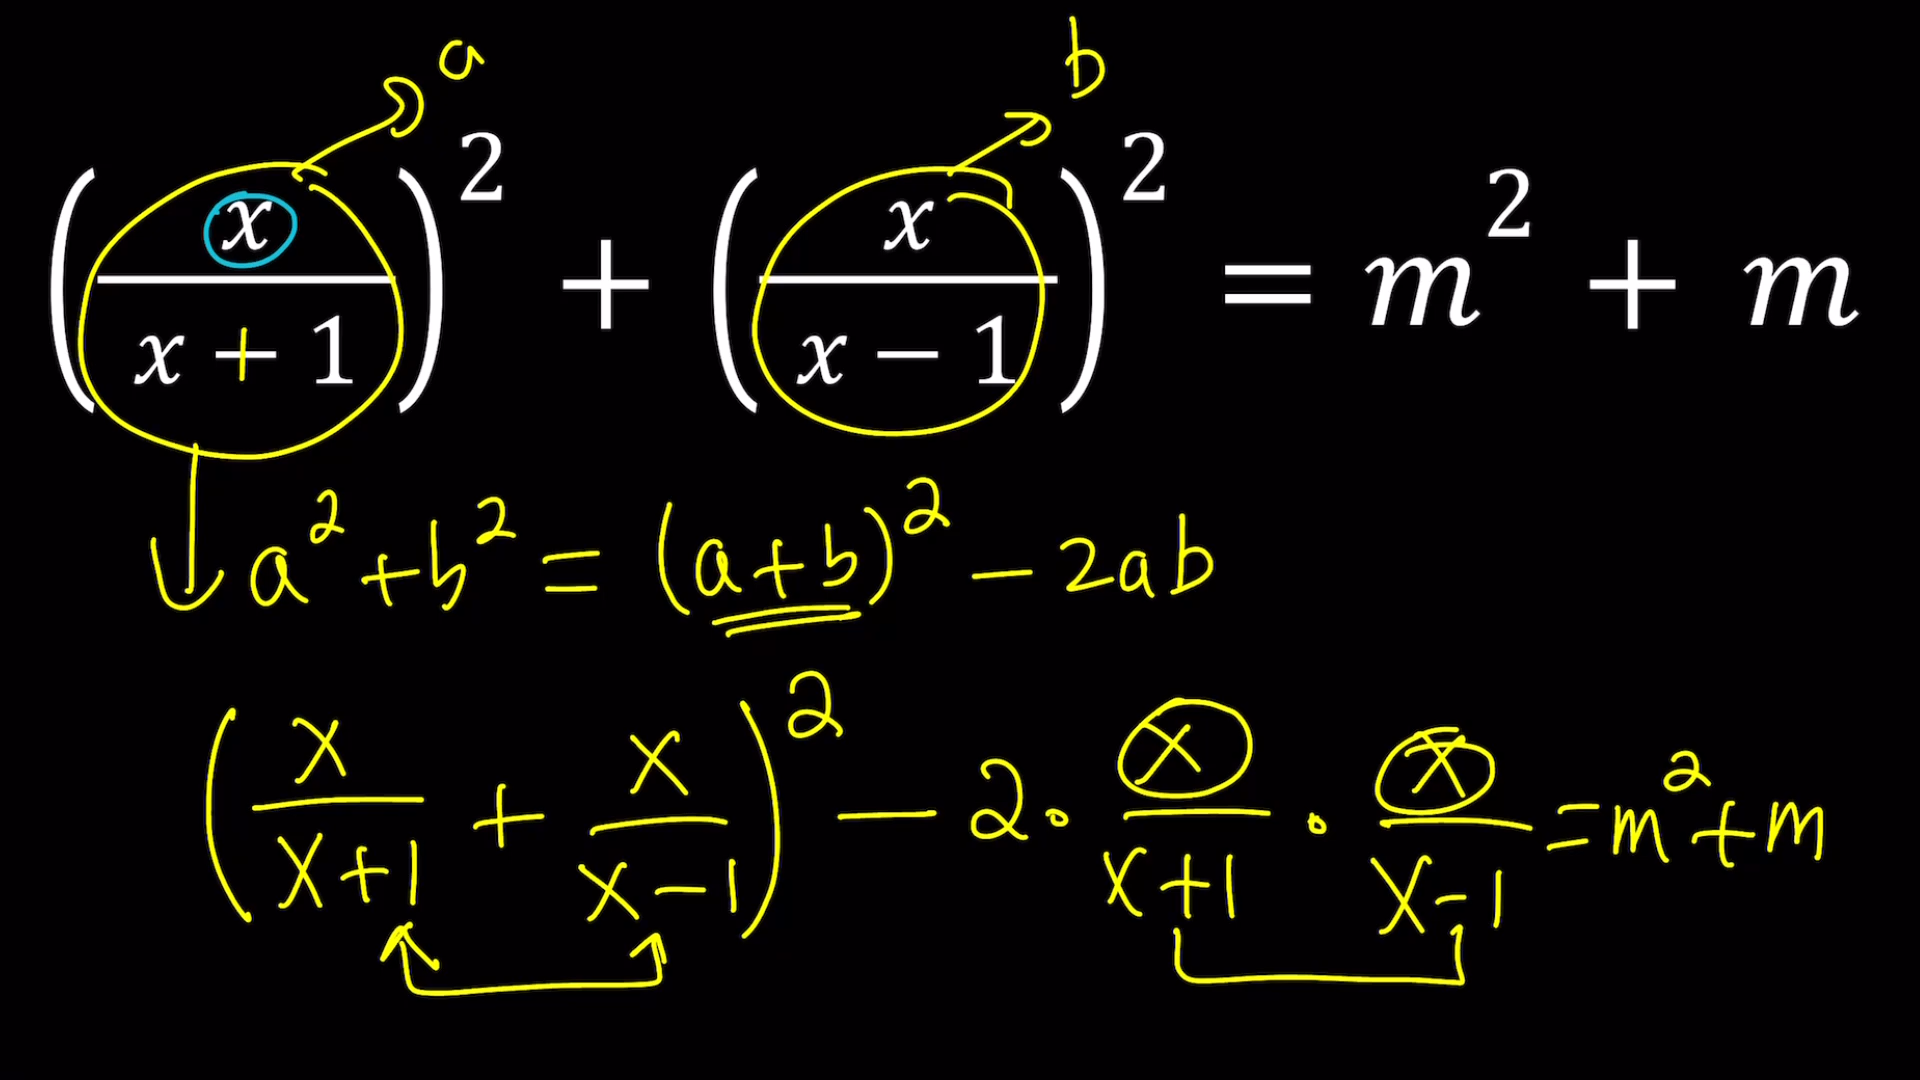 a b
(x/(x + 1))² + (x/(x − 1))² = m² + m
a² + b² = (a + b)² − 2ab
(x/(x+1) + x/(x−1))² − 2 · x/(x+1) · x/(x−1) = m² + m